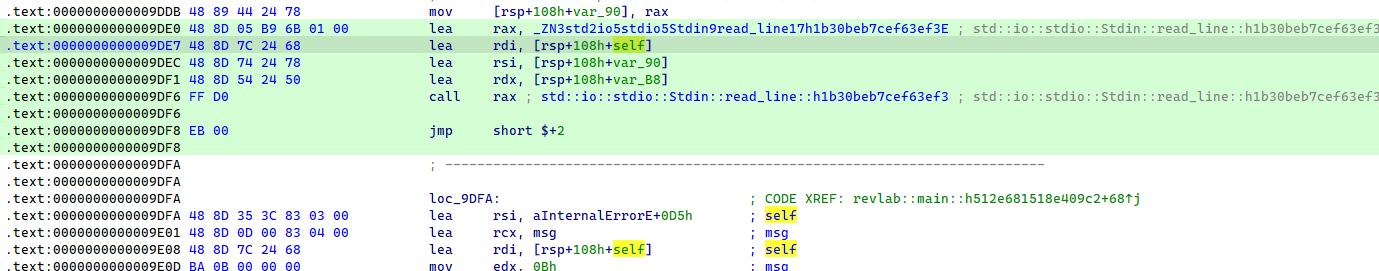 .text:0000000000009DDB 48 89 44 24 78 mov [rsp+108h+var_90], rax
.text:0000000000009DE0 48 8D 05 B9 6B 01 00 lea rax, _ZN3std2io5stdio5Stdin9read_line17h1b30beb7cef63ef3E ; std::io::stdio::Stdin::read_line::h1b30beb7cef63ef3
.text:0000000000009DE7 48 8D 7C 24 68 lea rdi, [rsp+108h+self]
.text:0000000000009DEC 48 8D 74 24 78 lea rsi, [rsp+108h+var_90]
.text:0000000000009DF1 48 8D 54 24 50 lea rdx, [rsp+108h+var_B8]
.text:0000000000009DF6 FF D0 call rax ; std::io::stdio::Stdin::read_line::h1b30beb7cef63ef3 ; std::io::stdio::Stdin::read_line::h1b30beb7cef63ef3
.text:0000000000009DF6
.text:0000000000009DF8 EB 00 jmp short $+2
.text:0000000000009DF8
.text:0000000000009DFA ; ---------------------------------------------------------------------------
.text:0000000000009DFA
.text:0000000000009DFA loc_9DFA: ; CODE XREF: revlab::main::h512e681518e409c2+68↑j
.text:0000000000009DFA 48 8D 35 3C 83 03 00 lea rsi, aInternalErrorE+0D5h ; self
.text:0000000000009E01 48 8D 0D 00 83 04 00 lea rcx, msg ; msg
.text:0000000000009E08 48 8D 7C 24 68 lea rdi, [rsp+108h+self] ; self
.text:0000000000009E0D BA 0B 00 00 00 mov edx, 0Bh ; msg